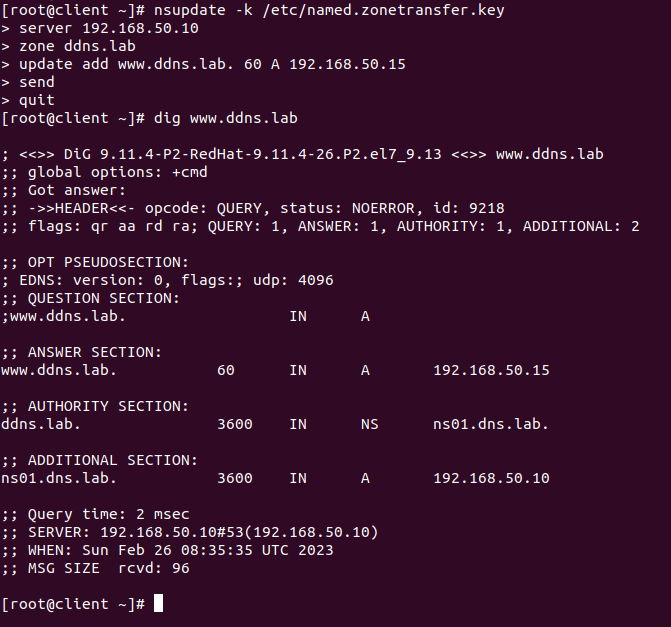 [root@client ~]# nsupdate -k /etc/named.zonetransfer.key
> server 192.168.50.10
> zone ddns.lab
> update add www.ddns.lab. 60 A 192.168.50.15
> send
> quit
[root@client ~]# dig www.ddns.lab
; <<>> DiG 9.11.4-P2-RedHat-9.11.4-26.P2.el7_9.13 <<>> www.ddns.lab
;; global options: +cmd
;; Got answer:
;; ->>HEADER<<- opcode: QUERY, status: NOERROR, id: 9218
;; flags: qr aa rd ra; QUERY: 1, ANSWER: 1, AUTHORITY: 1, ADDITIONAL: 2
;; OPT PSEUDOSECTION:
; EDNS: version: 0, flags:; udp: 4096
;; QUESTION SECTION:
;www.ddns.lab. IN A
;; ANSWER SECTION:
www.ddns.lab. 60 IN A 192.168.50.15
;; AUTHORITY SECTION:
ddns.lab. 3600 IN NS ns01.dns.lab.
;; ADDITIONAL SECTION:
ns01.dns.lab. 3600 IN A 192.168.50.10
;; Query time: 2 msec
;; SERVER: 192.168.50.10#53(192.168.50.10)
;; WHEN: Sun Feb 26 08:35:35 UTC 2023
;; MSG SIZE rcvd: 96
[root@client ~]#